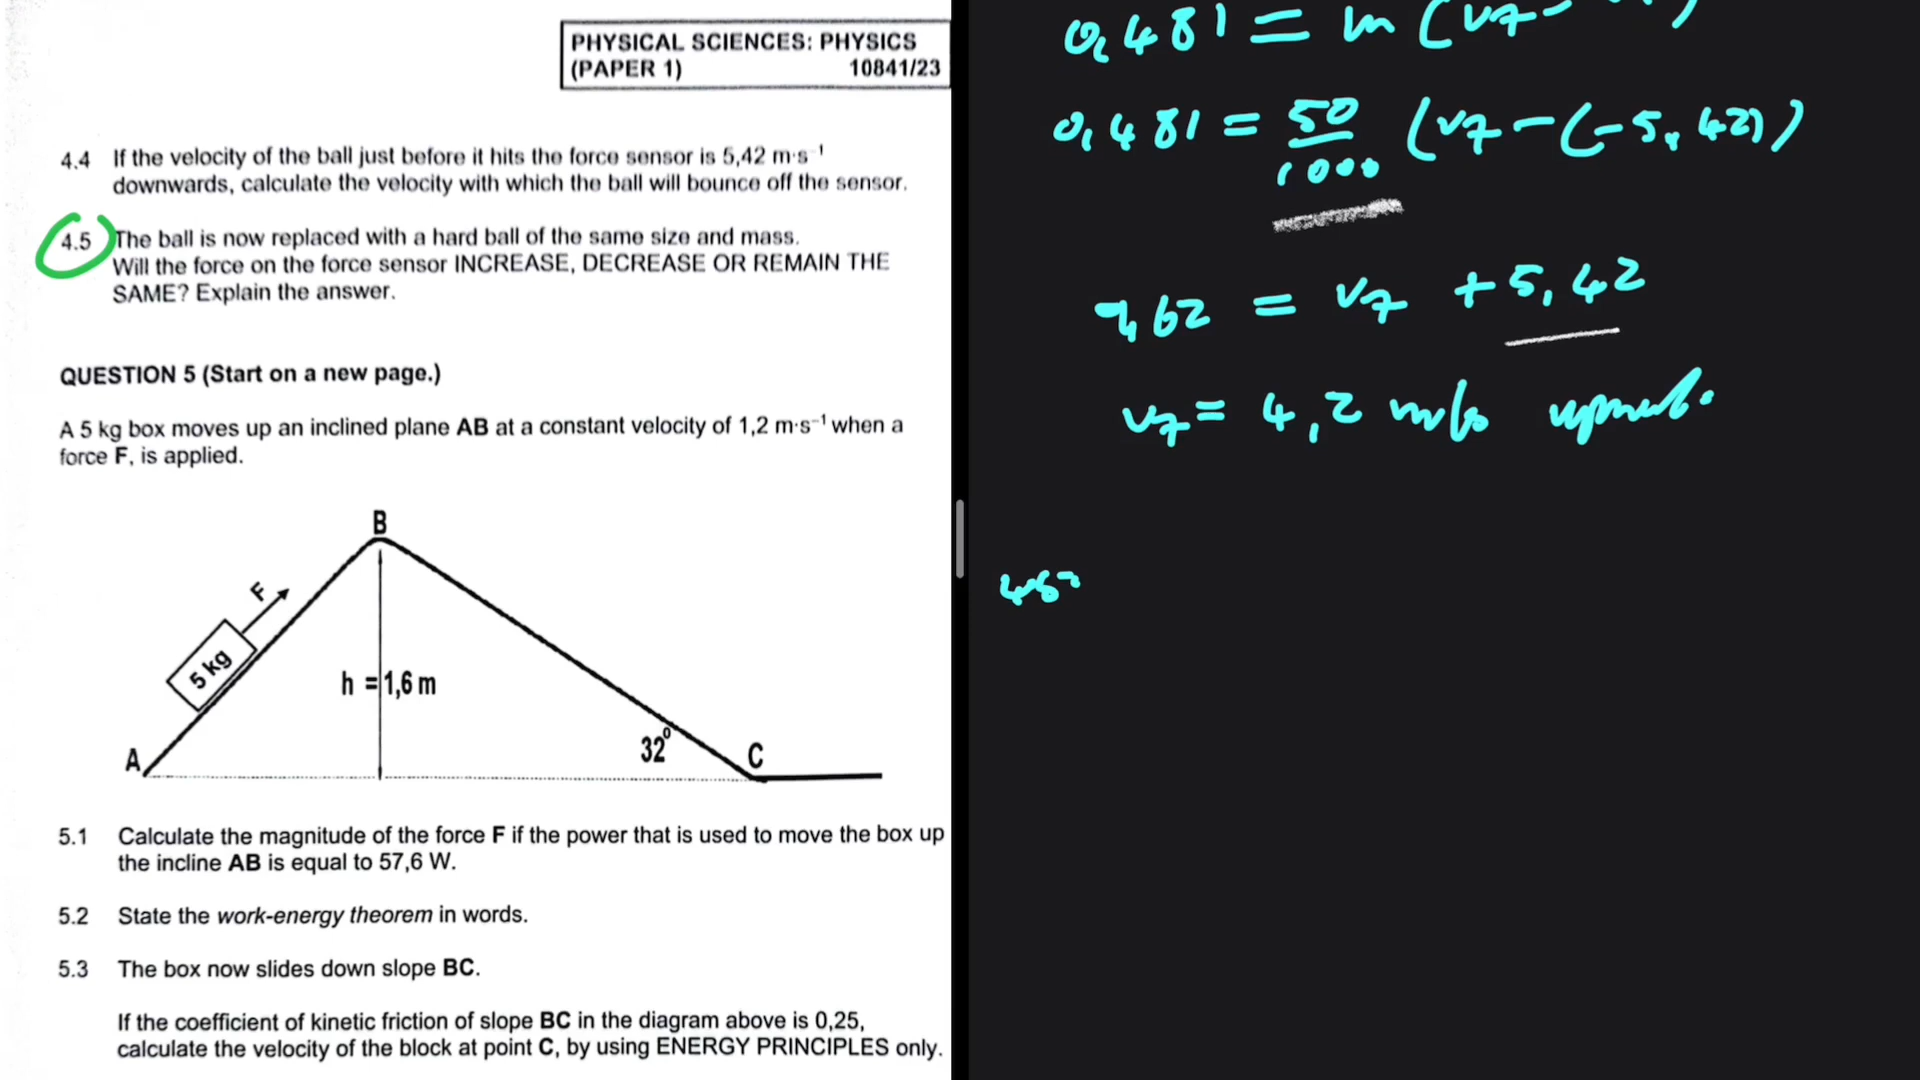 PHYSICAL SCIENCES: PHYSICS
(PAPER 1) 10841/23
4.4 If the velocity of the ball just before it hits the force sensor is 5,42 m·s⁻¹
downwards, calculate the velocity with which the ball will bounce off the sensor.
4.5 The ball is now replaced with a hard ball of the same size and mass.
Will the force on the force sensor INCREASE, DECREASE OR REMAIN THE
SAME? Explain the answer.
QUESTION 5 (Start on a new page.)
A 5 kg box moves up an inclined plane AB at a constant velocity of 1,2 m·s⁻¹ when a
force F, is applied.
B
F
5 kg
h = 1,6 m
A
32°
C
5.1 Calculate the magnitude of the force F if the power that is used to move the box up
the incline AB is equal to 57,6 W.
5.2 State the work-energy theorem in words.
5.3 The box now slides down slope BC.
If the coefficient of kinetic friction of slope BC in the diagram above is 0,25,
calculate the velocity of the block at point C, by using ENERGY PRINCIPLES only.
0,481 = m (vf -
0,481 = 50/1000 (vf - (-5,42))
9,62 = vf + 5,42
vf = 4,2 m/s upward.